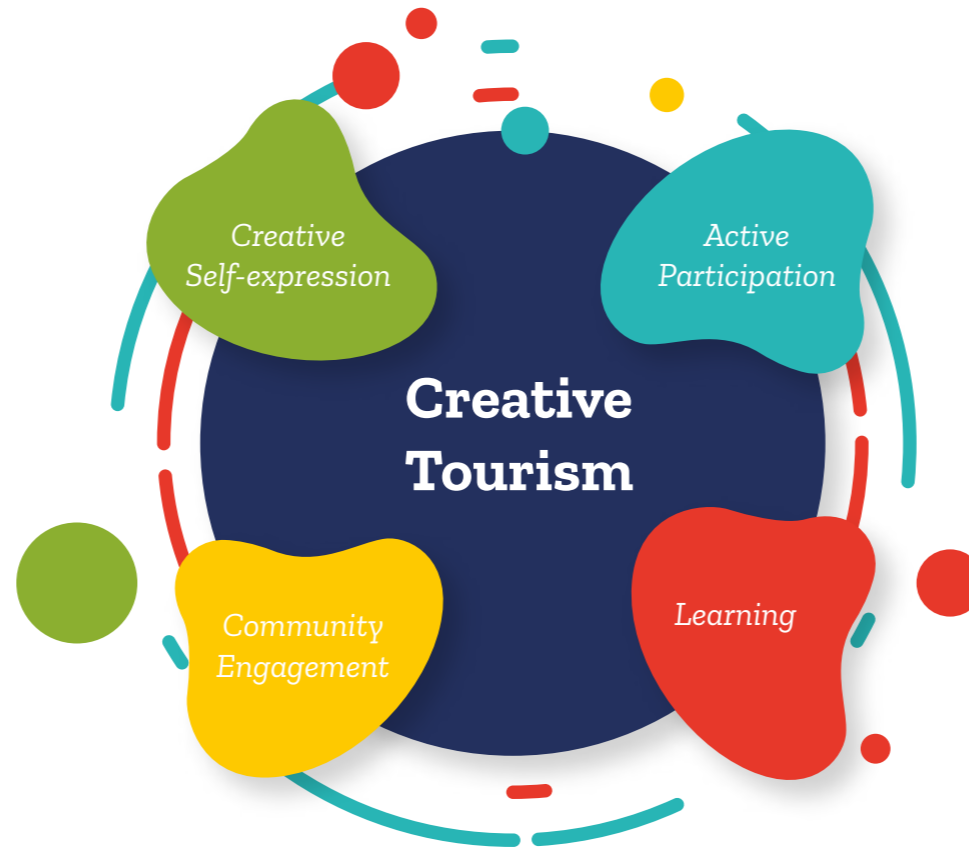 Creative
Self-expression
Active
Participation
Creative
Tourism
Community
Engagement
Learning